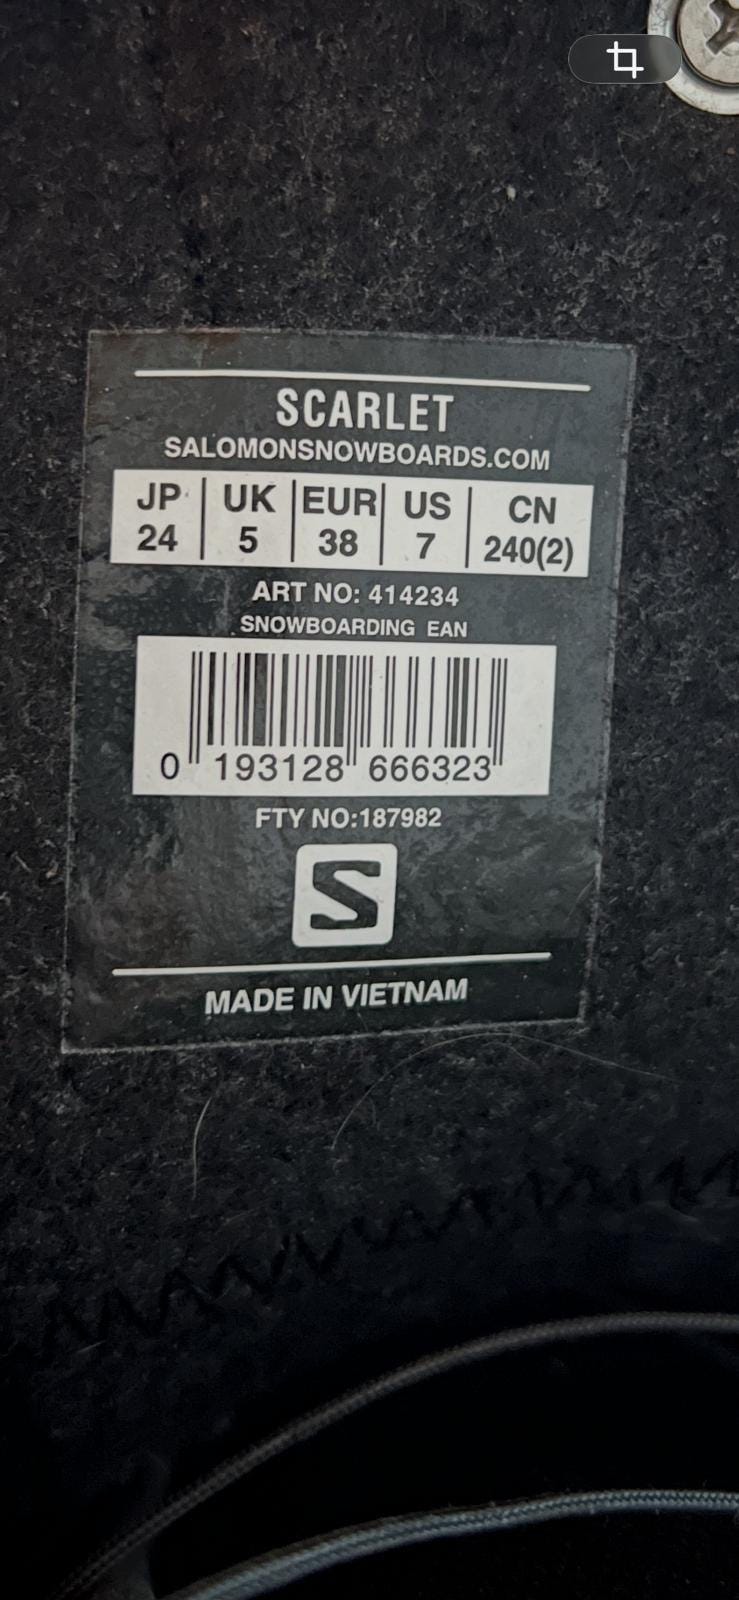 SCARLET
SALOMONSNOWBOARDS.COM
JP UK EUR US CN
24 5 38 7 240(2)
ART NO: 414234
SNOWBOARDING EAN
0 193128 666323
FTY NO:187982
S
MADE IN VIETNAM